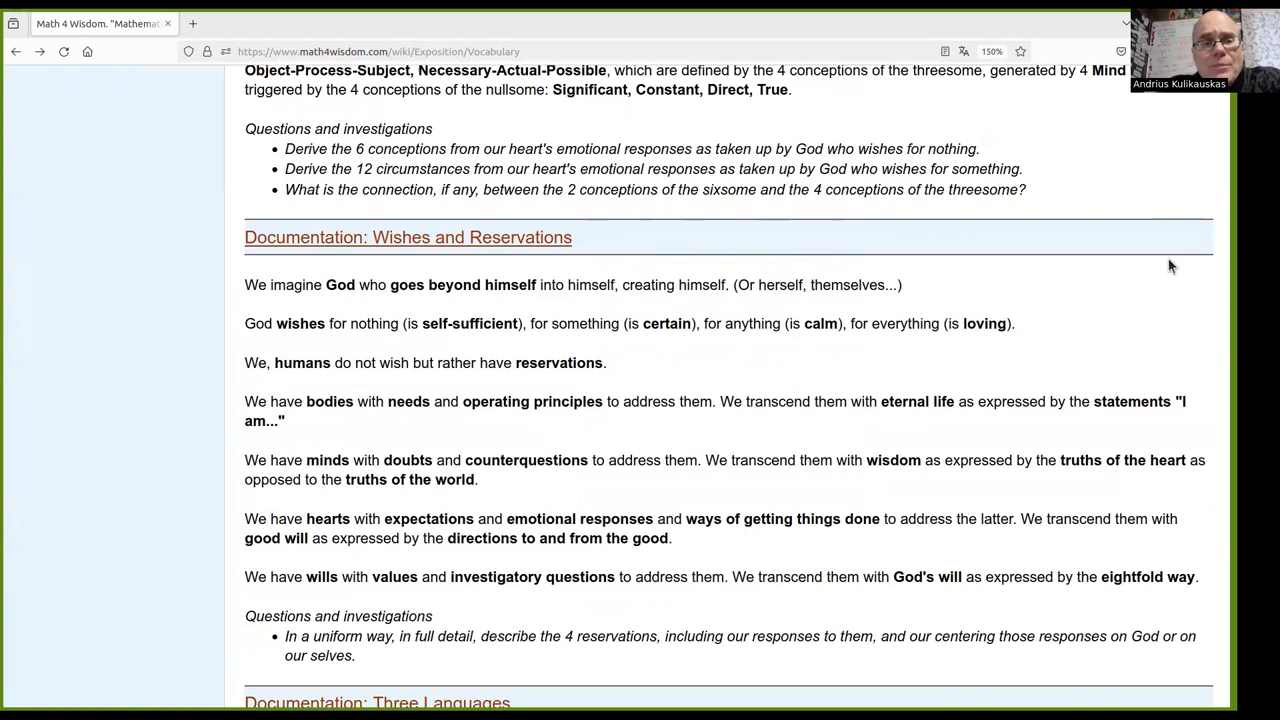 Math 4 Wisdom. "Mathemat
https://www.math4wisdom.com/wiki/Exposition/Vocabulary
150%
Andrius Kulikauskas
Object-Process-Subject, Necessary-Actual-Possible, which are defined by the 4 conceptions of the threesome, generated by 4 Mind
triggered by the 4 conceptions of the nullsome: Significant, Constant, Direct, True.
Questions and investigations
• Derive the 6 conceptions from our heart's emotional responses as taken up by God who wishes for nothing.
• Derive the 12 circumstances from our heart's emotional responses as taken up by God who wishes for something.
• What is the connection, if any, between the 2 conceptions of the sixsome and the 4 conceptions of the threesome?
Documentation: Wishes and Reservations
We imagine God who goes beyond himself into himself, creating himself. (Or herself, themselves...)
God wishes for nothing (is self-sufficient), for something (is certain), for anything (is calm), for everything (is loving).
We, humans do not wish but rather have reservations.
We have bodies with needs and operating principles to address them. We transcend them with eternal life as expressed by the statements "I
am..."
We have minds with doubts and counterquestions to address them. We transcend them with wisdom as expressed by the truths of the heart as
opposed to the truths of the world.
We have hearts with expectations and emotional responses and ways of getting things done to address the latter. We transcend them with
good will as expressed by the directions to and from the good.
We have wills with values and investigatory questions to address them. We transcend them with God's will as expressed by the eightfold way.
Questions and investigations
• In a uniform way, in full detail, describe the 4 reservations, including our responses to them, and our centering those responses on God or on
our selves.
Documentation: Three Languages